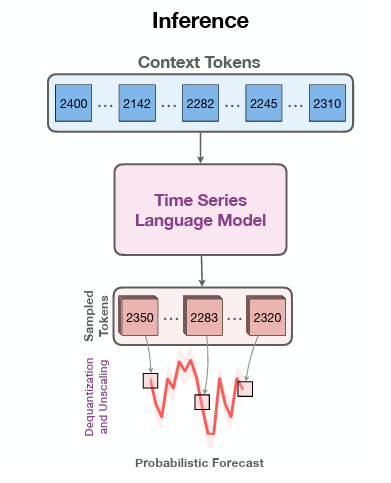 Inference
Context Tokens
2400 ... 2142 ... 2282 ... 2245 ... 2310
Time Series
Language Model
Sampled
Tokens
2350 ... 2283 ... 2320
Dequantization
and Unscaling
Probabilistic Forecast